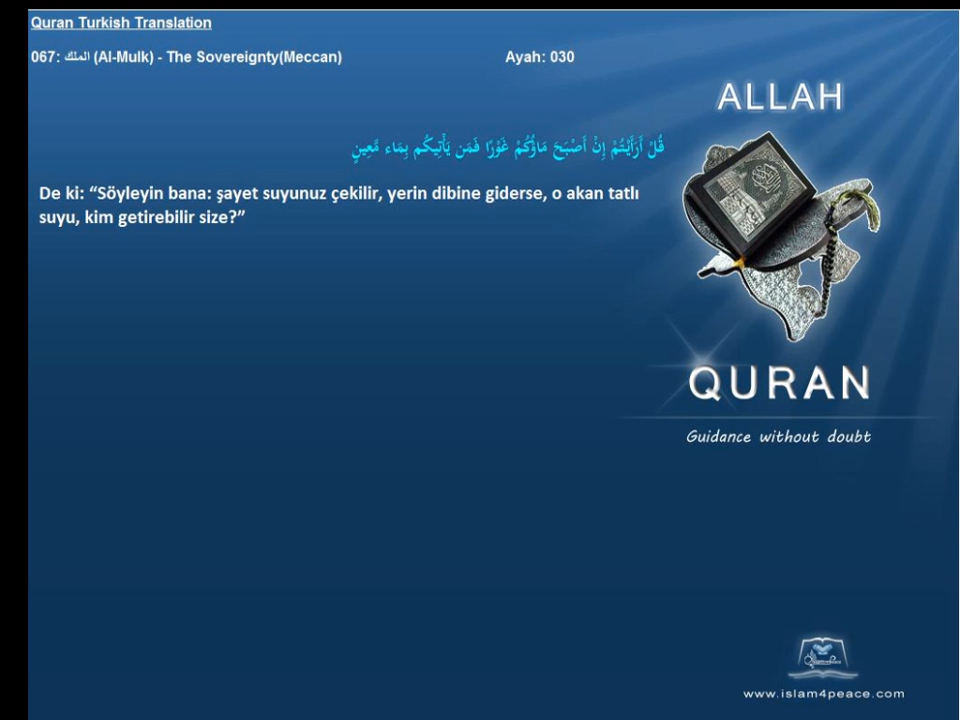 Quran Turkish Translation
067: الملك (Al-Mulk) - The Sovereignty(Meccan) Ayah: 030
ALLAH
قُلْ أَرَأَيْتُمْ إِنْ أَصْبَحَ مَاؤُكُمْ غَوْرًا فَمَن يَأْتِيكُم بِمَاء مَّعِينٍ
De ki: “Söyleyin bana: şayet suyunuz çekilir, yerin dibine giderse, o akan tatlı
suyu, kim getirebilir size?”
QURAN
Guidance without doubt
www.islam4peace.com